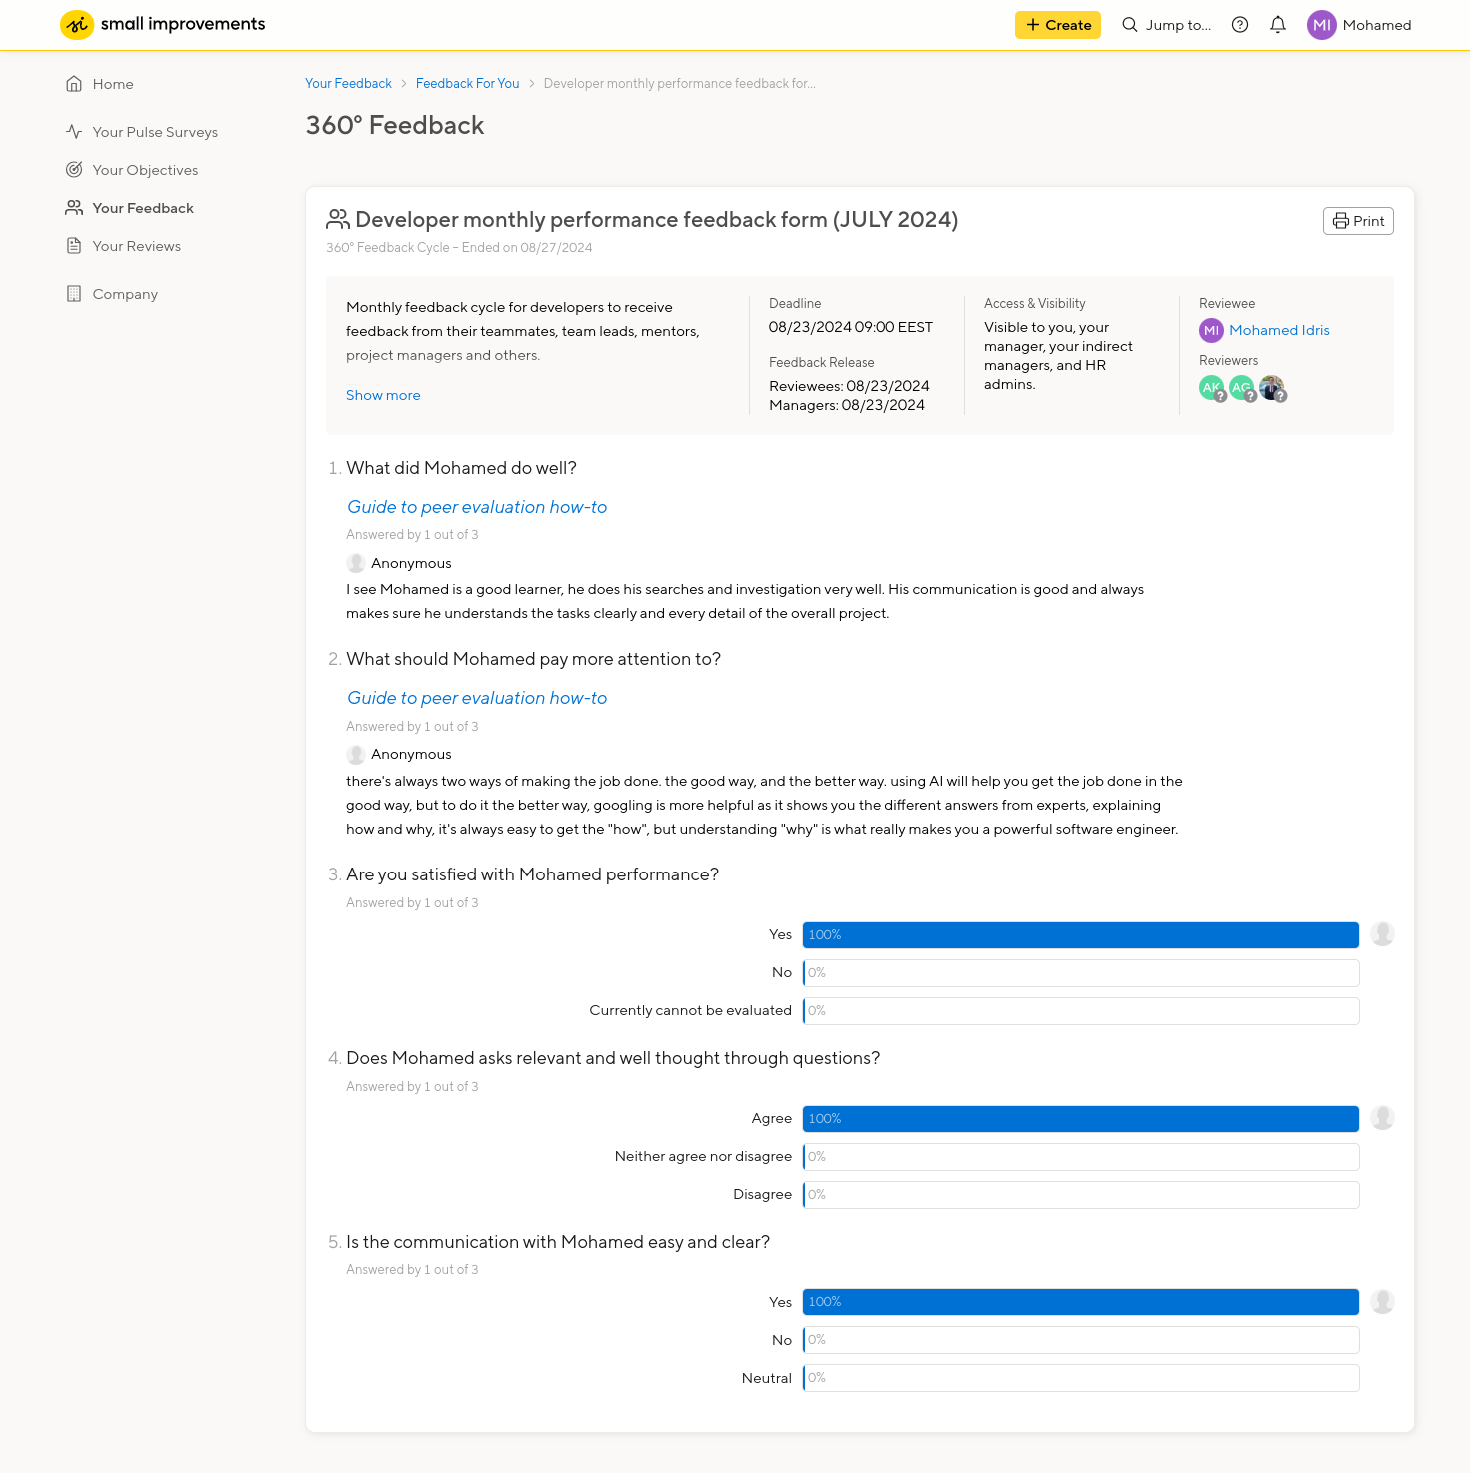 small improvements
Create
Jump to...
MI
Mohamed
Home
Your Pulse Surveys
Your Objectives
Your Feedback
Your Reviews
Company
Your Feedback > Feedback For You > Developer monthly performance feedback for...
360° Feedback
Developer monthly performance feedback form (JULY 2024)
Print
360° Feedback Cycle – Ended on 08/27/2024
Monthly feedback cycle for developers to receive
feedback from their teammates, team leads, mentors,
project managers and others.
Show more
Deadline
08/23/2024 09:00 EEST
Feedback Release
Reviewees: 08/23/2024
Managers: 08/23/2024
Access & Visibility
Visible to you, your
manager, your indirect
managers, and HR
admins.
Reviewee
MI Mohamed Idris
Reviewers
AK ? AG ? ?
1. What did Mohamed do well?
Guide to peer evaluation how-to
Answered by 1 out of 3
Anonymous
I see Mohamed is a good learner, he does his searches and investigation very well. His communication is good and always
makes sure he understands the tasks clearly and every detail of the overall project.
2. What should Mohamed pay more attention to?
Guide to peer evaluation how-to
Answered by 1 out of 3
Anonymous
there's always two ways of making the job done. the good way, and the better way. using AI will help you get the job done in the
good way, but to do it the better way, googling is more helpful as it shows you the different answers from experts, explaining
how and why, it's always easy to get the "how", but understanding "why" is what really makes you a powerful software engineer.
3. Are you satisfied with Mohamed performance?
Answered by 1 out of 3
Yes 100%
No 0%
Currently cannot be evaluated 0%
4. Does Mohamed asks relevant and well thought through questions?
Answered by 1 out of 3
Agree 100%
Neither agree nor disagree 0%
Disagree 0%
5. Is the communication with Mohamed easy and clear?
Answered by 1 out of 3
Yes 100%
No 0%
Neutral 0%